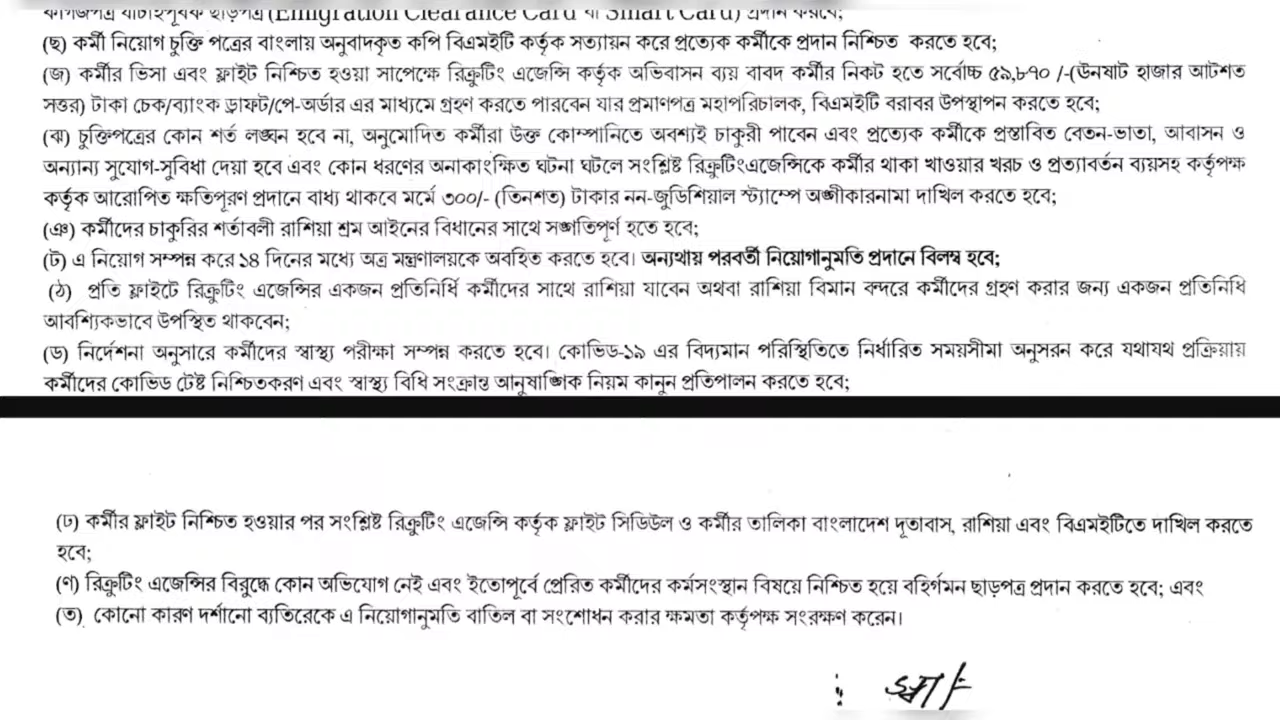 কাগজপত্র যাচাইপূর্বক ছাড়পত্র (Emigration Clearance Card বা Smart Card) প্রদান করবে;
(ছ) কর্মী নিয়োগ চুক্তি পত্রের বাংলায় অনুবাদকৃত কপি বিএমইটি কর্তৃক সত্যায়ন করে প্রত্যেক কর্মীকে প্রদান নিশ্চিত করতে হবে;
(জ) কর্মীর ভিসা এবং ফ্লাইট নিশ্চিত হওয়া সাপেক্ষে রিক্রুটিং এজেন্সি কর্তৃক অভিবাসন ব্যয় বাবদ কর্মীর নিকট হতে সর্বোচ্চ ৫৯,৮৭০ /-(ঊনষাট হাজার আটশত
সত্তর) টাকা চেক/ব্যাংক ড্রাফট/পে-অর্ডার এর মাধ্যমে গ্রহণ করতে পারবেন যার প্রমাণপত্র মহাপরিচালক, বিএমইটি বরাবর উপস্থাপন করতে হবে;
(ঝ) চুক্তিপত্রের কোন শর্ত লঙ্ঘন হবে না, অনুমোদিত কর্মীরা উক্ত কোম্পানিতে অবশ্যই চাকুরী পাবেন এবং প্রত্যেক কর্মীকে প্রস্তাবিত বেতন-ভাতা, আবাসন ও
অন্যান্য সুযোগ-সুবিধা দেয়া হবে এবং কোন ধরণের অনাকাংক্ষিত ঘটনা ঘটলে সংশ্লিষ্ট রিক্রুটিংএজেন্সিকে কর্মীর থাকা খাওয়ার খরচ ও প্রত্যাবর্তন ব্যয়সহ কর্তৃপক্ষ
কর্তৃক আরোপিত ক্ষতিপূরণ প্রদানে বাধ্য থাকবে মর্মে ৩০০/- (তিনশত) টাকার নন-জুডিশিয়াল স্ট্যাম্পে অঙ্গীকারনামা দাখিল করতে হবে;
(ঞ) কর্মীদের চাকুরির শর্তাবলী রাশিয়া শ্রম আইনের বিধানের সাথে সঙ্গতিপূর্ণ হতে হবে;
(ট) এ নিয়োগ সম্পন্ন করে ১৪ দিনের মধ্যে অত্র মন্ত্রণালয়কে অবহিত করতে হবে। অন্যথায় পরবর্তী নিয়োগানুমতি প্রদানে বিলম্ব হবে;
(ঠ) প্রতি ফ্লাইটে রিক্রুটিং এজেন্সির একজন প্রতিনিধি কর্মীদের সাথে রাশিয়া যাবেন অথবা রাশিয়া বিমান বন্দরে কর্মীদের গ্রহণ করার জন্য একজন প্রতিনিধি
আবশ্যিকভাবে উপস্থিত থাকবেন;
(ড) নির্দেশনা অনুসারে কর্মীদের স্বাস্থ্য পরীক্ষা সম্পন্ন করতে হবে। কোভিড-১৯ এর বিদ্যমান পরিস্থিতিতে নির্ধারিত সময়সীমা অনুসরন করে যথাযথ প্রক্রিয়ায়
কর্মীদের কোভিড টেষ্ট নিশ্চিতকরণ এবং স্বাস্থ্য বিধি সংক্রান্ত আনুষাঙ্গিক নিয়ম কানুন প্রতিপালন করতে হবে;
(ঢ) কর্মীর ফ্লাইট নিশ্চিত হওয়ার পর সংশ্লিষ্ট রিক্রুটিং এজেন্সি কর্তৃক ফ্লাইট সিডিউল ও কর্মীর তালিকা বাংলাদেশ দূতাবাস, রাশিয়া এবং বিএমইটিতে দাখিল করতে
হবে;
(ণ) রিক্রুটিং এজেন্সির বিরুদ্ধে কোন অভিযোগ নেই এবং ইতোপূর্বে প্রেরিত কর্মীদের কর্মসংস্থান বিষয়ে নিশ্চিত হয়ে বহির্গমন ছাড়পত্র প্রদান করতে হবে; এবং
(ত) কোনো কারণ দর্শানো ব্যতিরেকে এ নিয়োগানুমতি বাতিল বা সংশোধন করার ক্ষমতা কর্তৃপক্ষ সংরক্ষণ করেন।